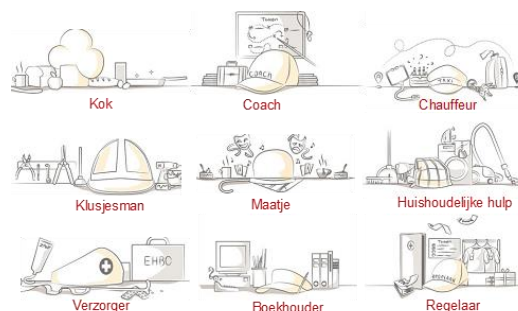 Kok
Coach
Chauffeur
COACH
TAXI
Klusjesman
Maatje
Huishoudelijke hulp
EHBO
Verzorger
Boekhouder
Regelaar